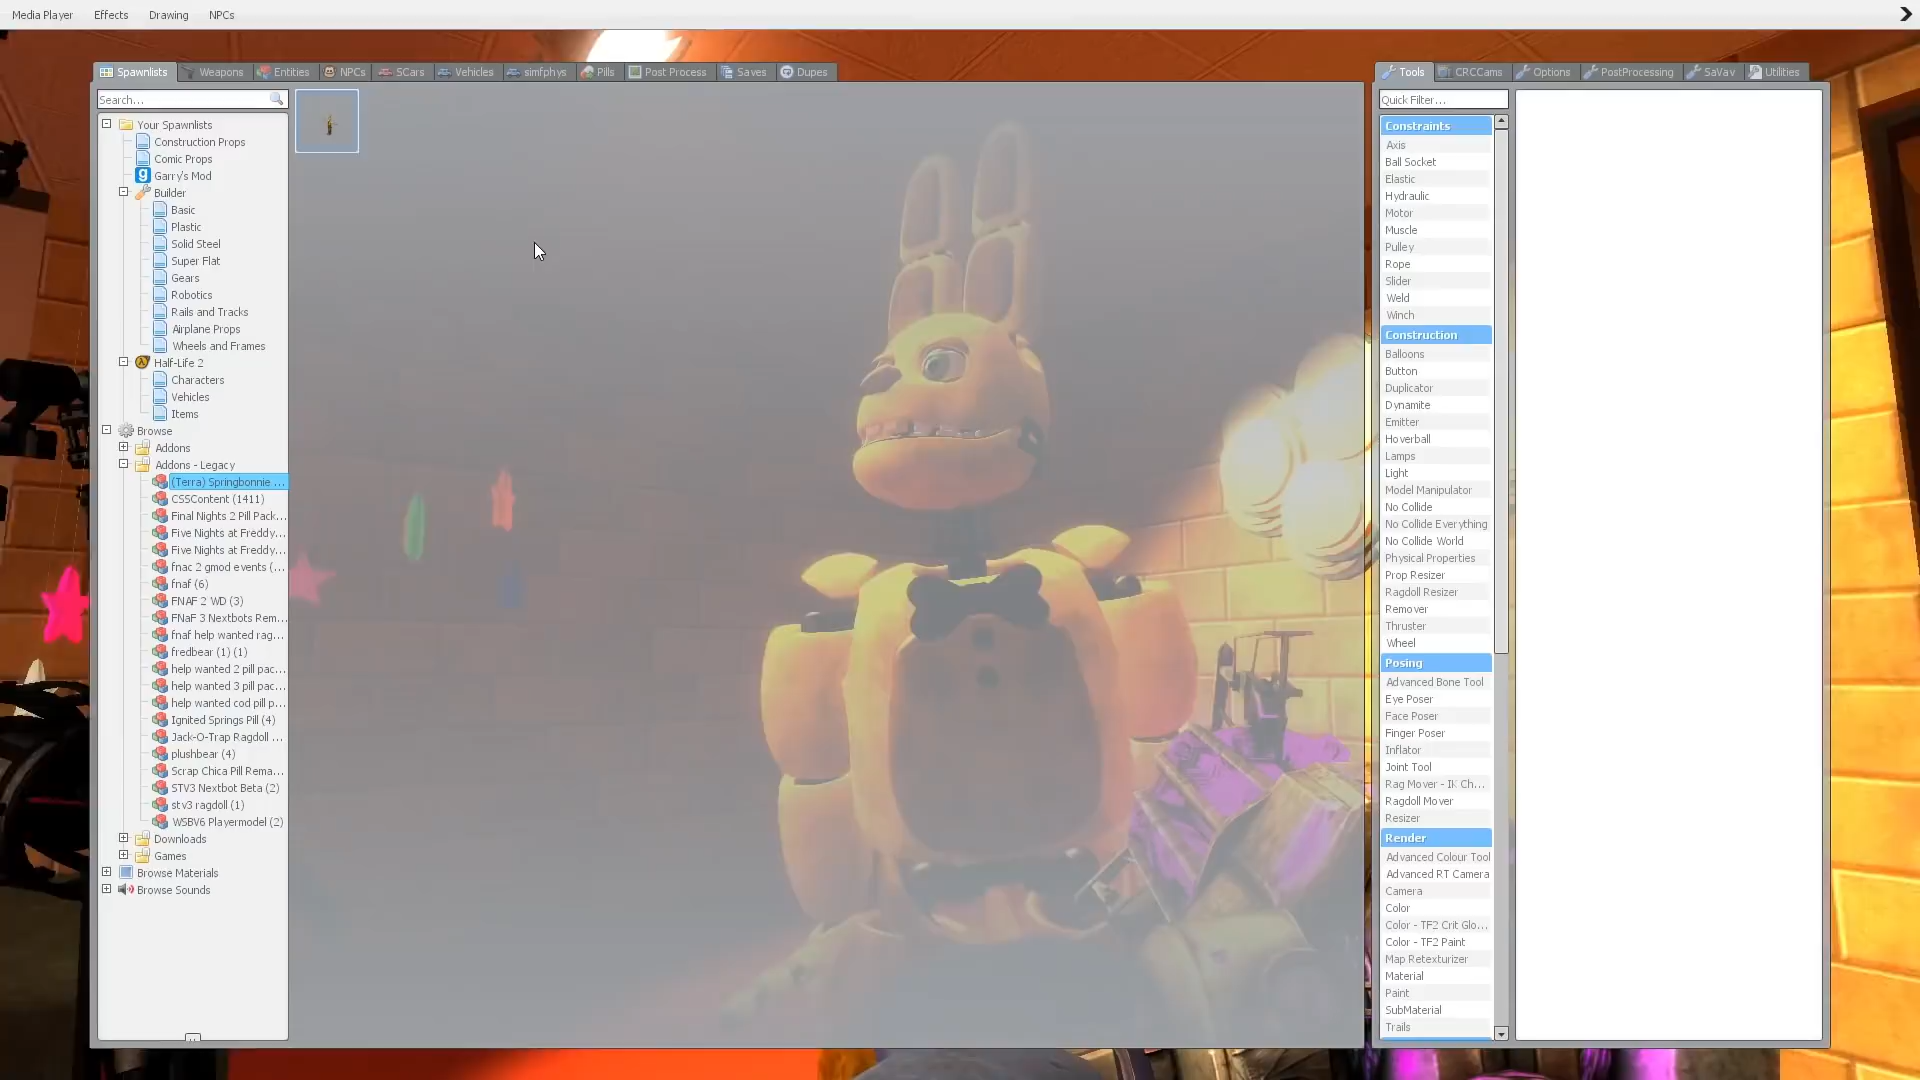 Media Player Effects Drawing NPCs
Spawnlists Weapons Entities NPCs SCars Vehicles simfphys Pills Post Process Saves Dupes
Search...
Your Spawnlists
Construction Props
Comic Props
Garry's Mod
Builder
Basic
Plastic
Solid Steel
Super Flat
Gears
Robotics
Rails and Tracks
Airplane Props
Wheels and Frames
Half-Life 2
Characters
Vehicles
Items
Browse
Addons
Addons - Legacy
(Terra) Springbonnie ...
CSSContent (1411)
Final Nights 2 Pill Pack...
Five Nights at Freddy...
Five Nights at Freddy...
fnac 2 gmod events (...
fnaf (6)
FNAF 2 WD (3)
FNaF 3 Nextbots Rem...
fnaf help wanted rag...
fredbear (1) (1)
help wanted 2 pill pac...
help wanted 3 pill pac...
help wanted cod pill p...
Ignited Springs Pill (4)
Jack-O-Trap Ragdoll ...
plushbear (4)
Scrap Chica Pill Rema...
STV3 Nextbot Beta (2)
stv3 ragdoll (1)
WSBV6 Playermodel (2)
Downloads
Games
Browse Materials
Browse Sounds
Tools CRCCams Options PostProcessing SaVav Utilities
Quick Filter...
Constraints
Axis
Ball Socket
Elastic
Hydraulic
Motor
Muscle
Pulley
Rope
Slider
Weld
Winch
Construction
Balloons
Button
Duplicator
Dynamite
Emitter
Hoverball
Lamps
Light
Model Manipulator
No Collide
No Collide Everything
No Collide World
Physical Properties
Prop Resizer
Ragdoll Resizer
Remover
Thruster
Wheel
Posing
Advanced Bone Tool
Eye Poser
Face Poser
Finger Poser
Inflator
Joint Tool
Rag Mover - IK Ch...
Ragdoll Mover
Resizer
Render
Advanced Colour Tool
Advanced RT Camera
Camera
Color
Color - TF2 Crit Glo...
Color - TF2 Paint
Map Retexturizer
Material
Paint
SubMaterial
Trails